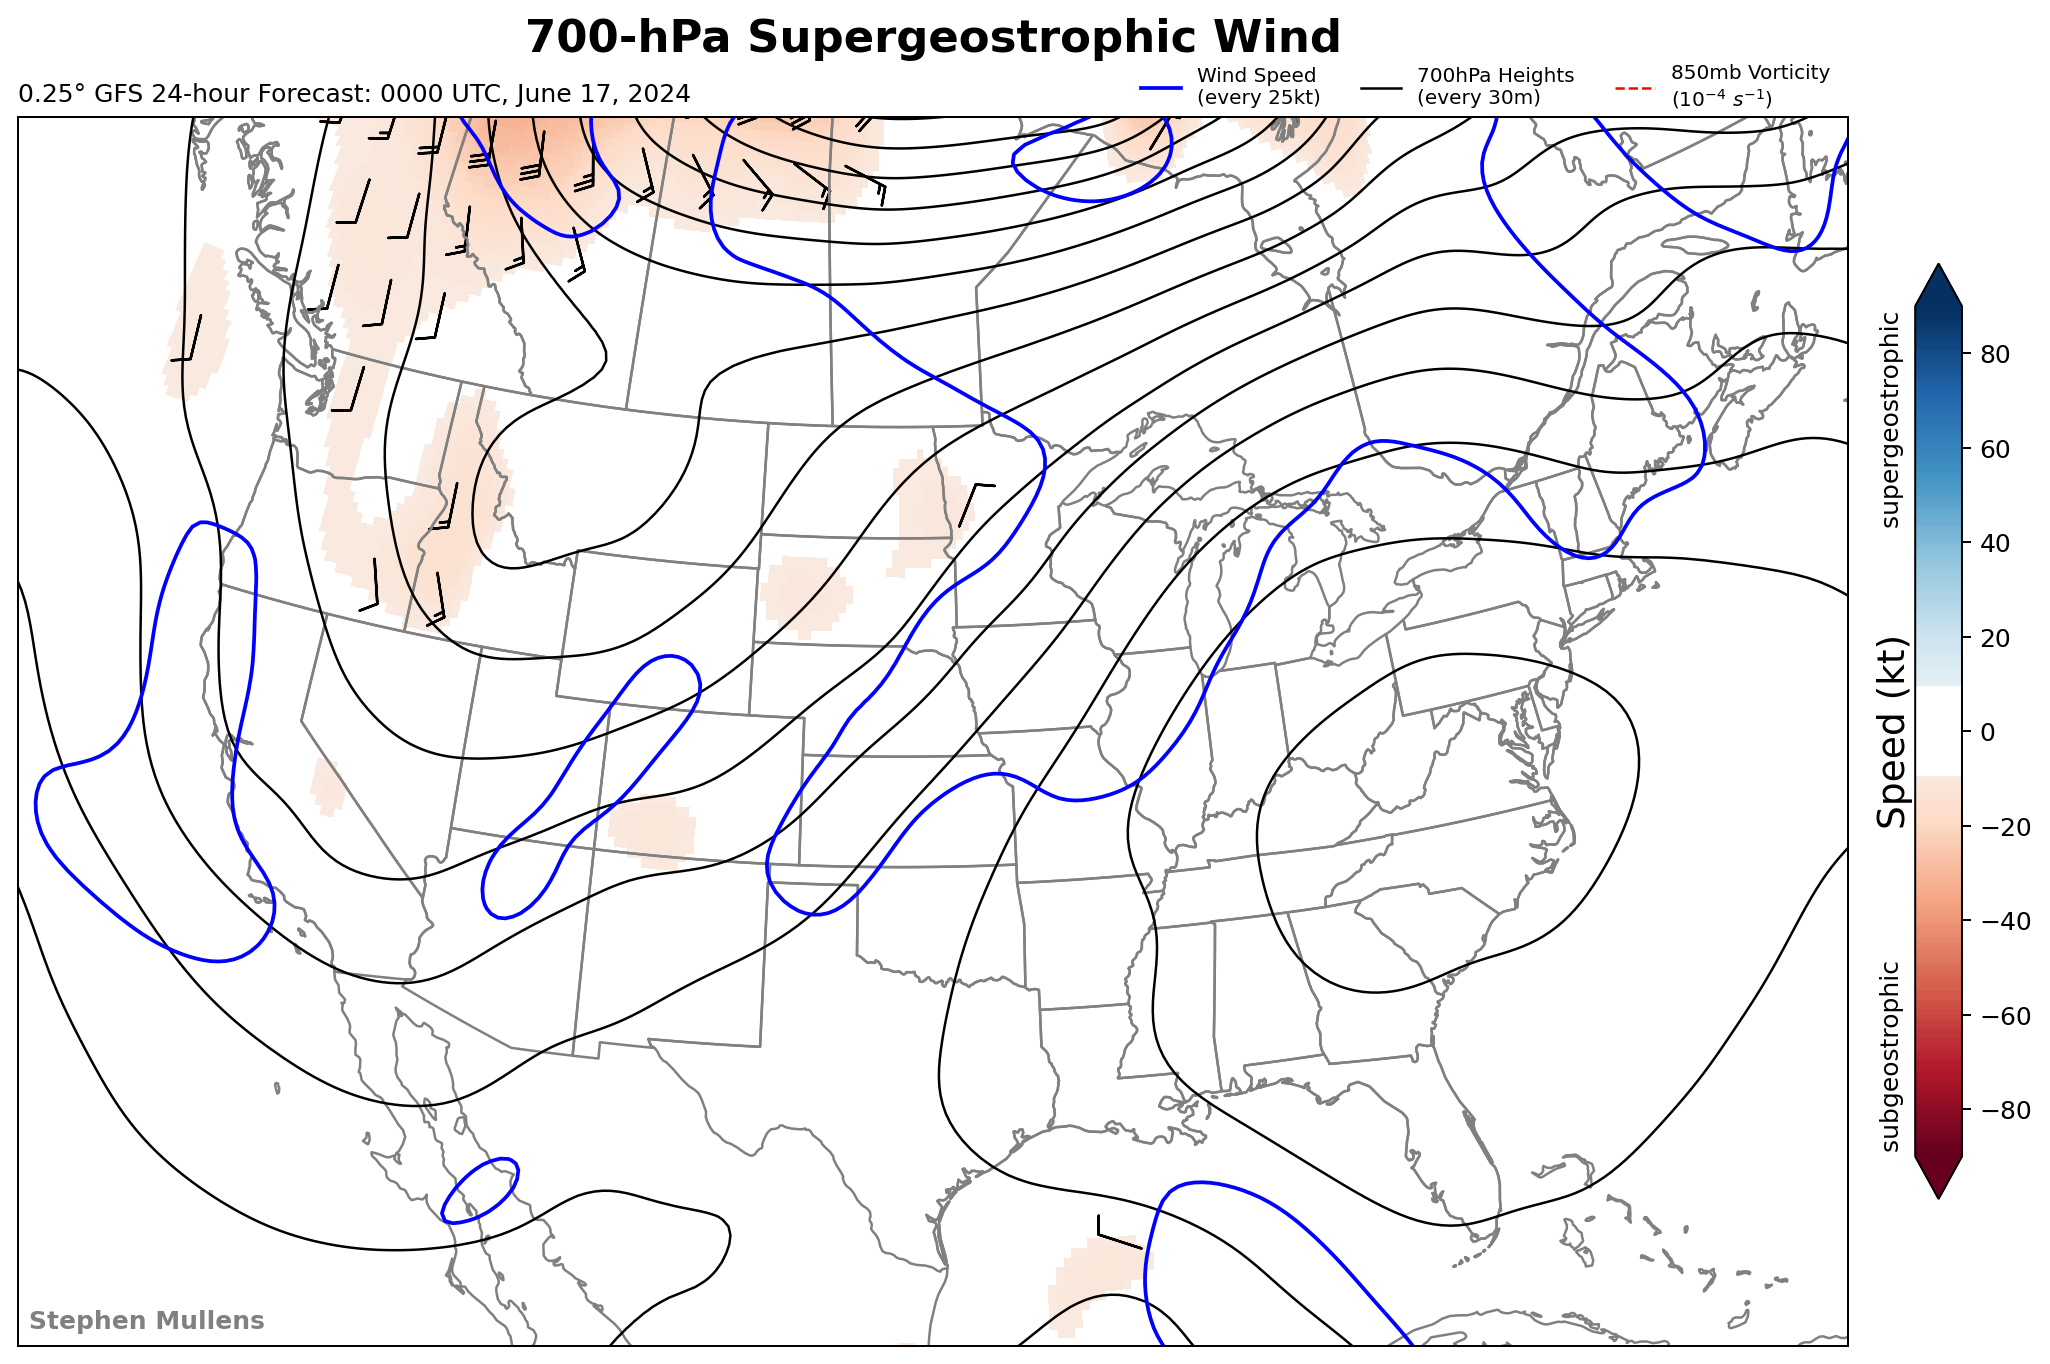 700-hPa Supergeostrophic Wind
0.25° GFS 24-hour Forecast: 0000 UTC, June 17, 2024
Wind Speed
(every 25kt)
700hPa Heights
(every 30m)
850mb Vorticity
(10⁻⁴ s⁻¹)
supergeostrophic
Speed (kt)
subgeostrophic
80
60
40
20
0
−20
−40
−60
−80
Stephen Mullens